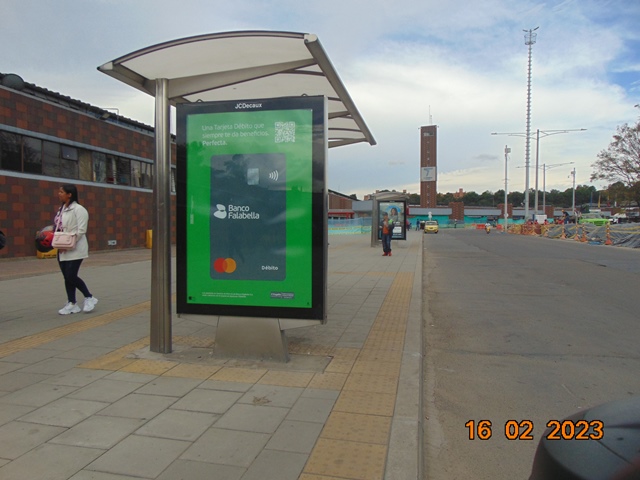 JCDecaux
Una Tarjeta Débito que
siempre te da beneficios.
Perfecta.
Banco
Falabella
Débito
16 02 2023